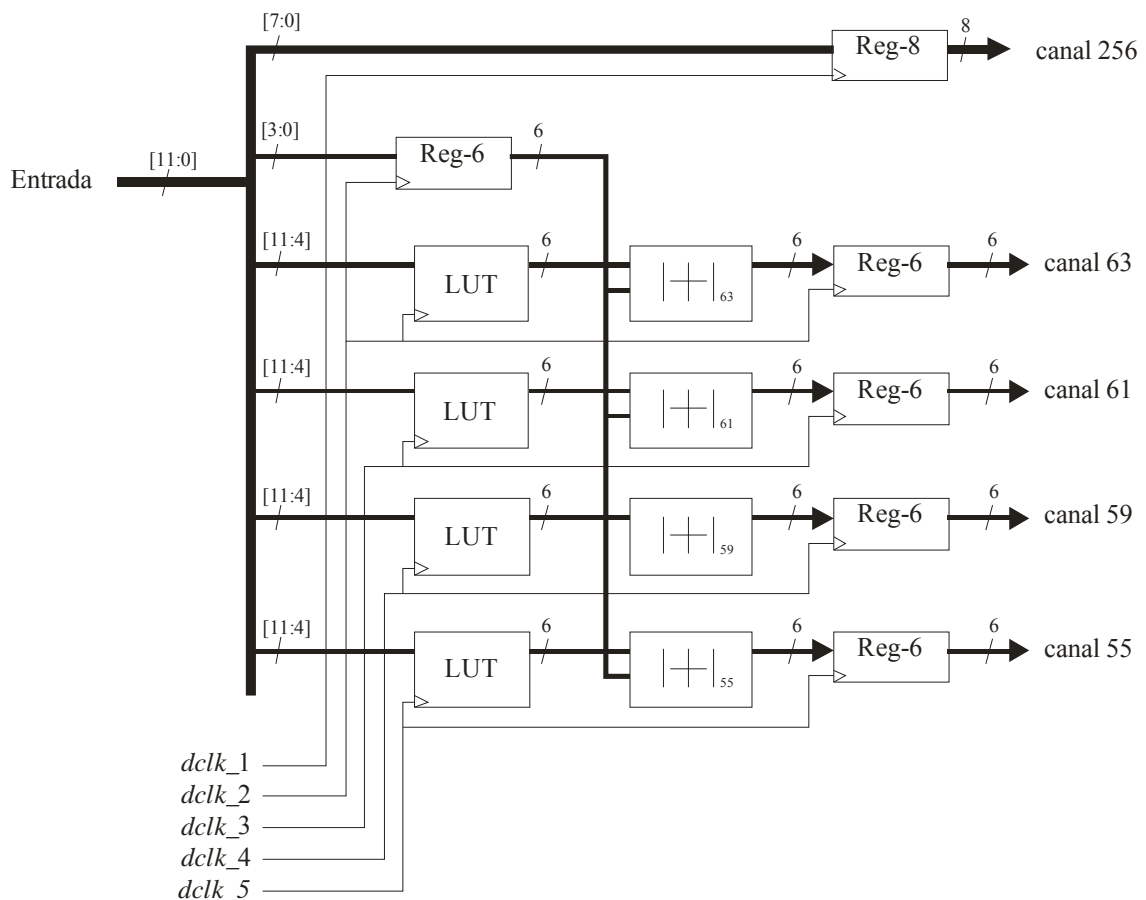 [7:0]
Reg-8
8
canal 256
[3:0]
Reg-6
6
[11:0]
Entrada
[11:4]
LUT
6
|+|63
6
Reg-6
6
canal 63
[11:4]
LUT
6
|+|61
6
Reg-6
6
canal 61
[11:4]
LUT
6
|+|59
6
Reg-6
6
canal 59
[11:4]
LUT
6
|+|55
6
Reg-6
6
canal 55
dclk_1
dclk_2
dclk_3
dclk_4
dclk 5